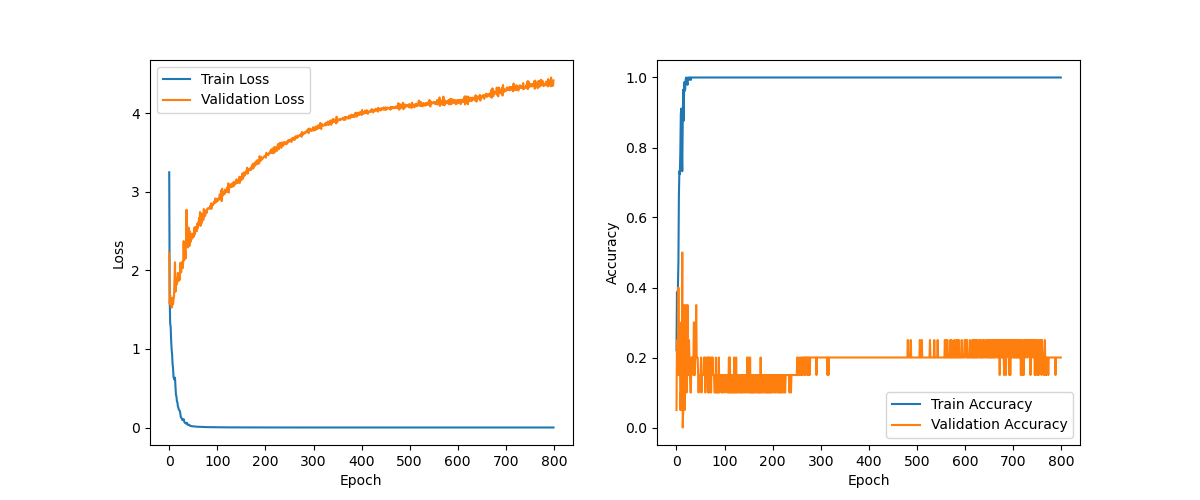 Train Loss
Validation Loss
4
3
2
1
0
Loss
0 100 200 300 400 500 600 700 800
Epoch
1.0
0.8
0.6
0.4
0.2
0.0
Accuracy
Train Accuracy
Validation Accuracy
0 100 200 300 400 500 600 700 800
Epoch